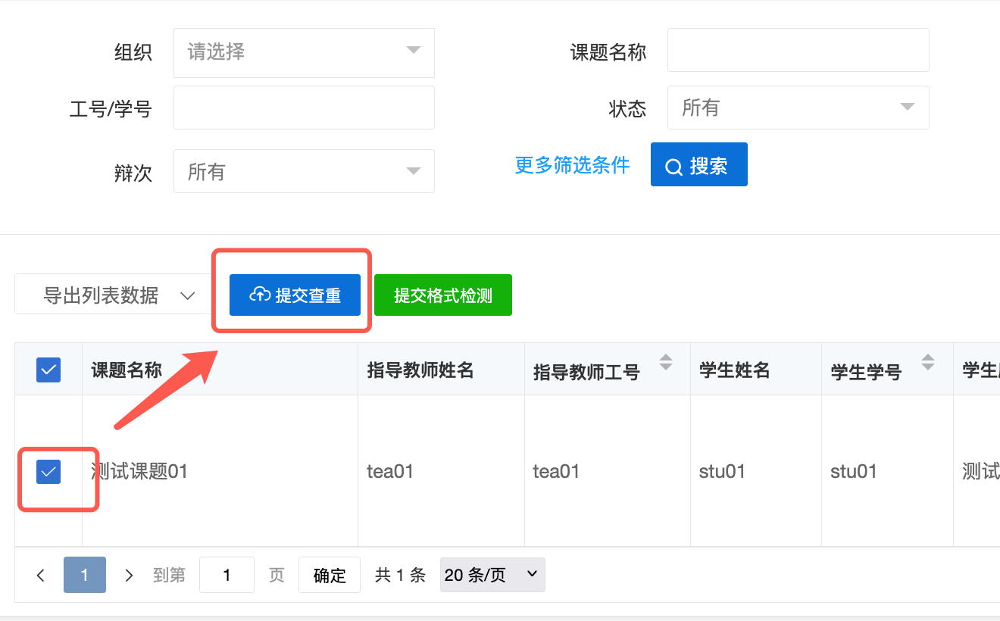 组织 请选择 课题名称
工号/学号 状态 所有
辩次 所有 更多筛选条件 搜索
导出列表数据 提交查重 提交格式检测
课题名称 指导教师姓名 指导教师工号 学生姓名 学生学号 学生
测试课题01 tea01 tea01 stu01 stu01 测试
1 到第 1 页 确定 共 1 条 20 条/页